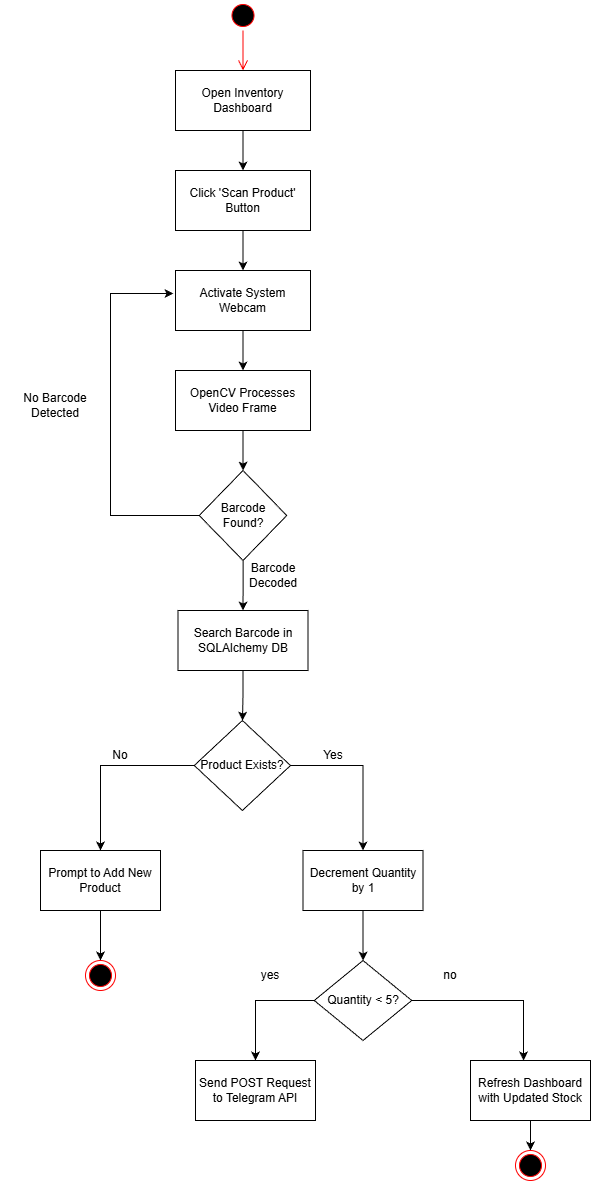 Open Inventory
Dashboard
Click 'Scan Product'
Button
Activate System
Webcam
OpenCV Processes
Video Frame
No Barcode
Detected
Barcode
Found?
Barcode
Decoded
Search Barcode in
SQLAlchemy DB
Product Exists?
No
Yes
Prompt to Add New
Product
Decrement Quantity
by 1
Quantity < 5?
yes
no
Send POST Request
to Telegram API
Refresh Dashboard
with Updated Stock